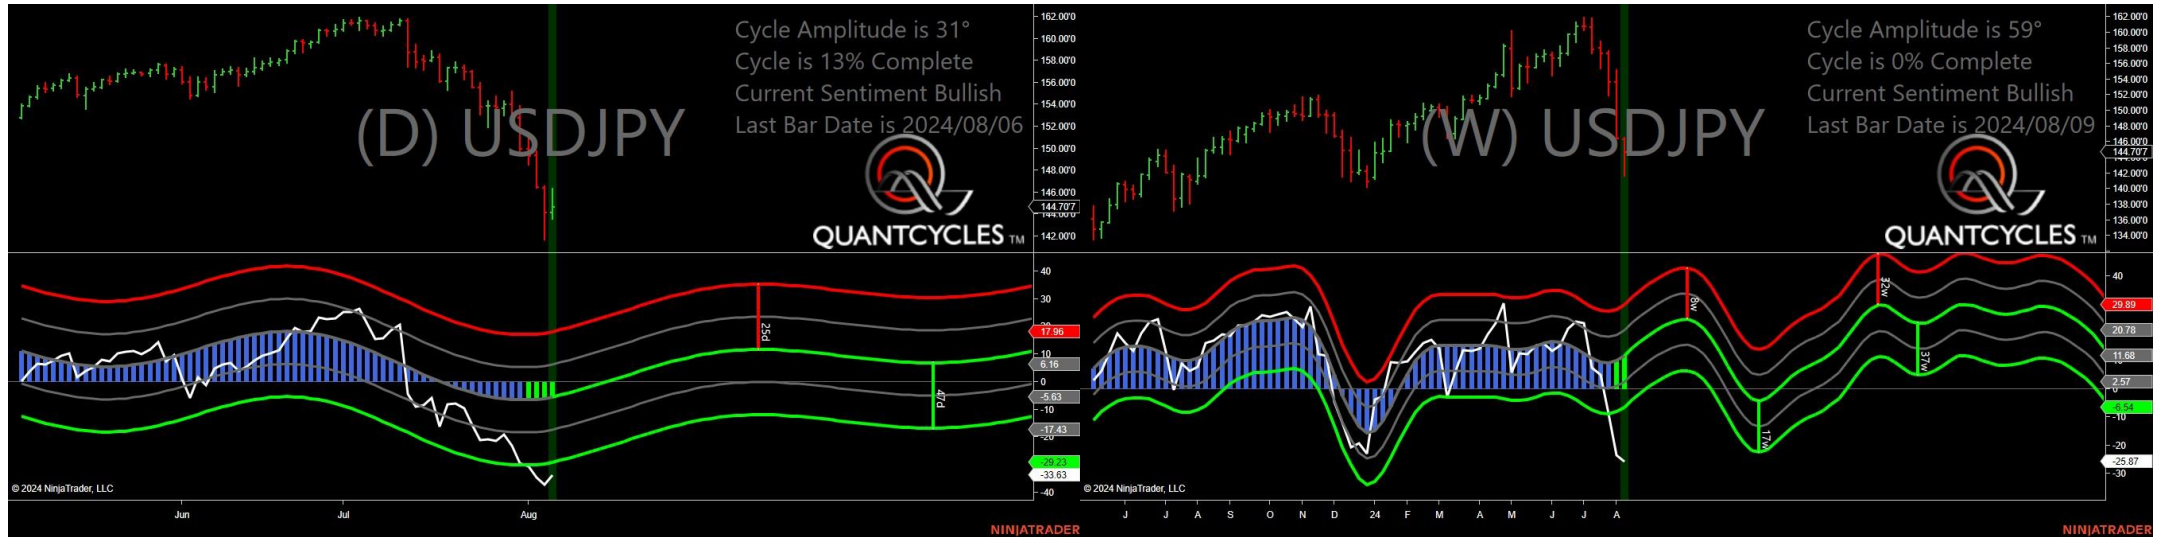 Cycle Amplitude is 31°
Cycle is 13% Complete
Current Sentiment Bullish
Last Bar Date is 2024/08/06
(D) USDJPY
QUANTCYCLES TM
162.00'0
160.00'0
158.00'0
156.00'0
154.00'0
152.00'0
150.00'0
148.00'0
146.00'0
144.70'7
142.00'0
40
30
17.96
10
6.16
0
-5.63
-10
-17.43
-20
-29.23
-33.63
-40
25d
47d
© 2024 NinjaTrader, LLC
Jun
Jul
Aug
NINJATRADER
Cycle Amplitude is 59°
Cycle is 0% Complete
Current Sentiment Bullish
Last Bar Date is 2024/08/09
(W) USDJPY
QUANTCYCLES TM
162.00'0
160.00'0
158.00'0
156.00'0
154.00'0
152.00'0
150.00'0
148.00'0
146.00'0
144.70'7
142.00'0
140.00'0
138.00'0
136.00'0
134.00'0
40
29.89
20.78
11.68
2.57
-6.54
-10
-20
-25.87
-30
8w
17w
32w
37w
© 2024 NinjaTrader, LLC
J
J
A
S
O
N
D
24
F
M
A
M
J
J
A
NINJATRADER